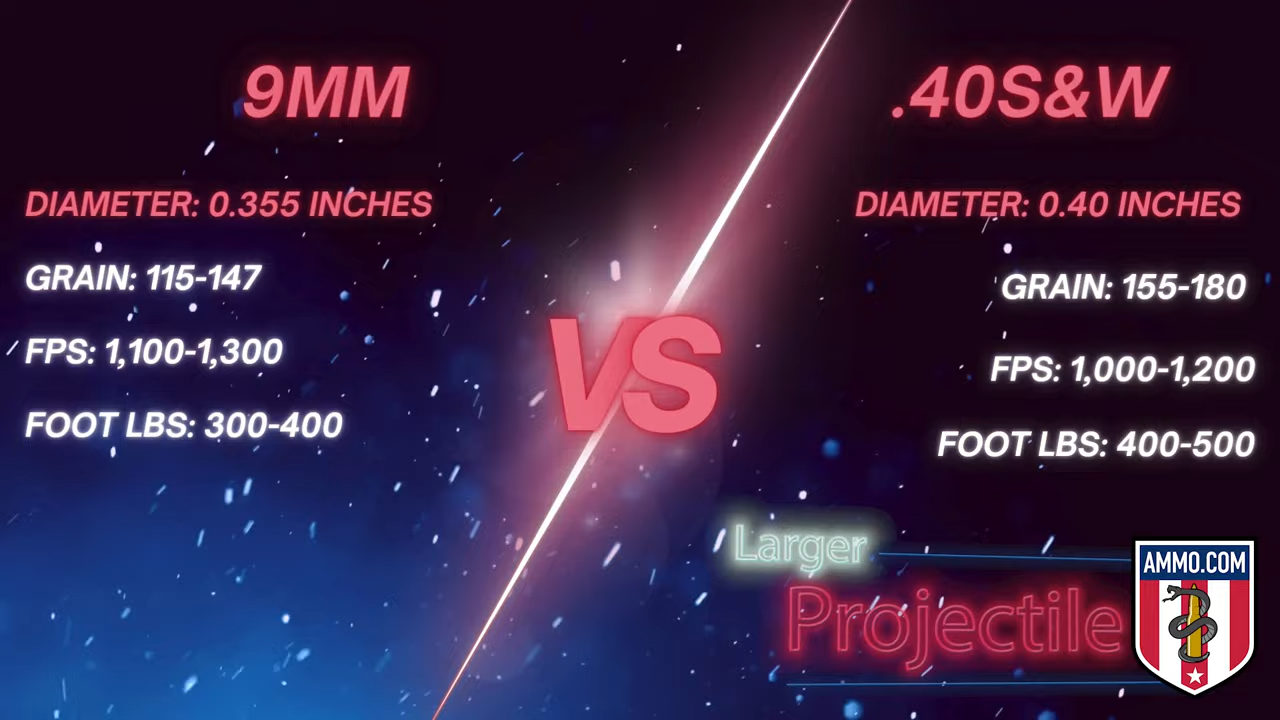 9MM
DIAMETER: 0.355 INCHES
GRAIN: 115-147
FPS: 1,100-1,300
FOOT LBS: 300-400
VS
.40S&W
DIAMETER: 0.40 INCHES
GRAIN: 155-180
FPS: 1,000-1,200
FOOT LBS: 400-500
Larger
Projectile
AMMO.COM